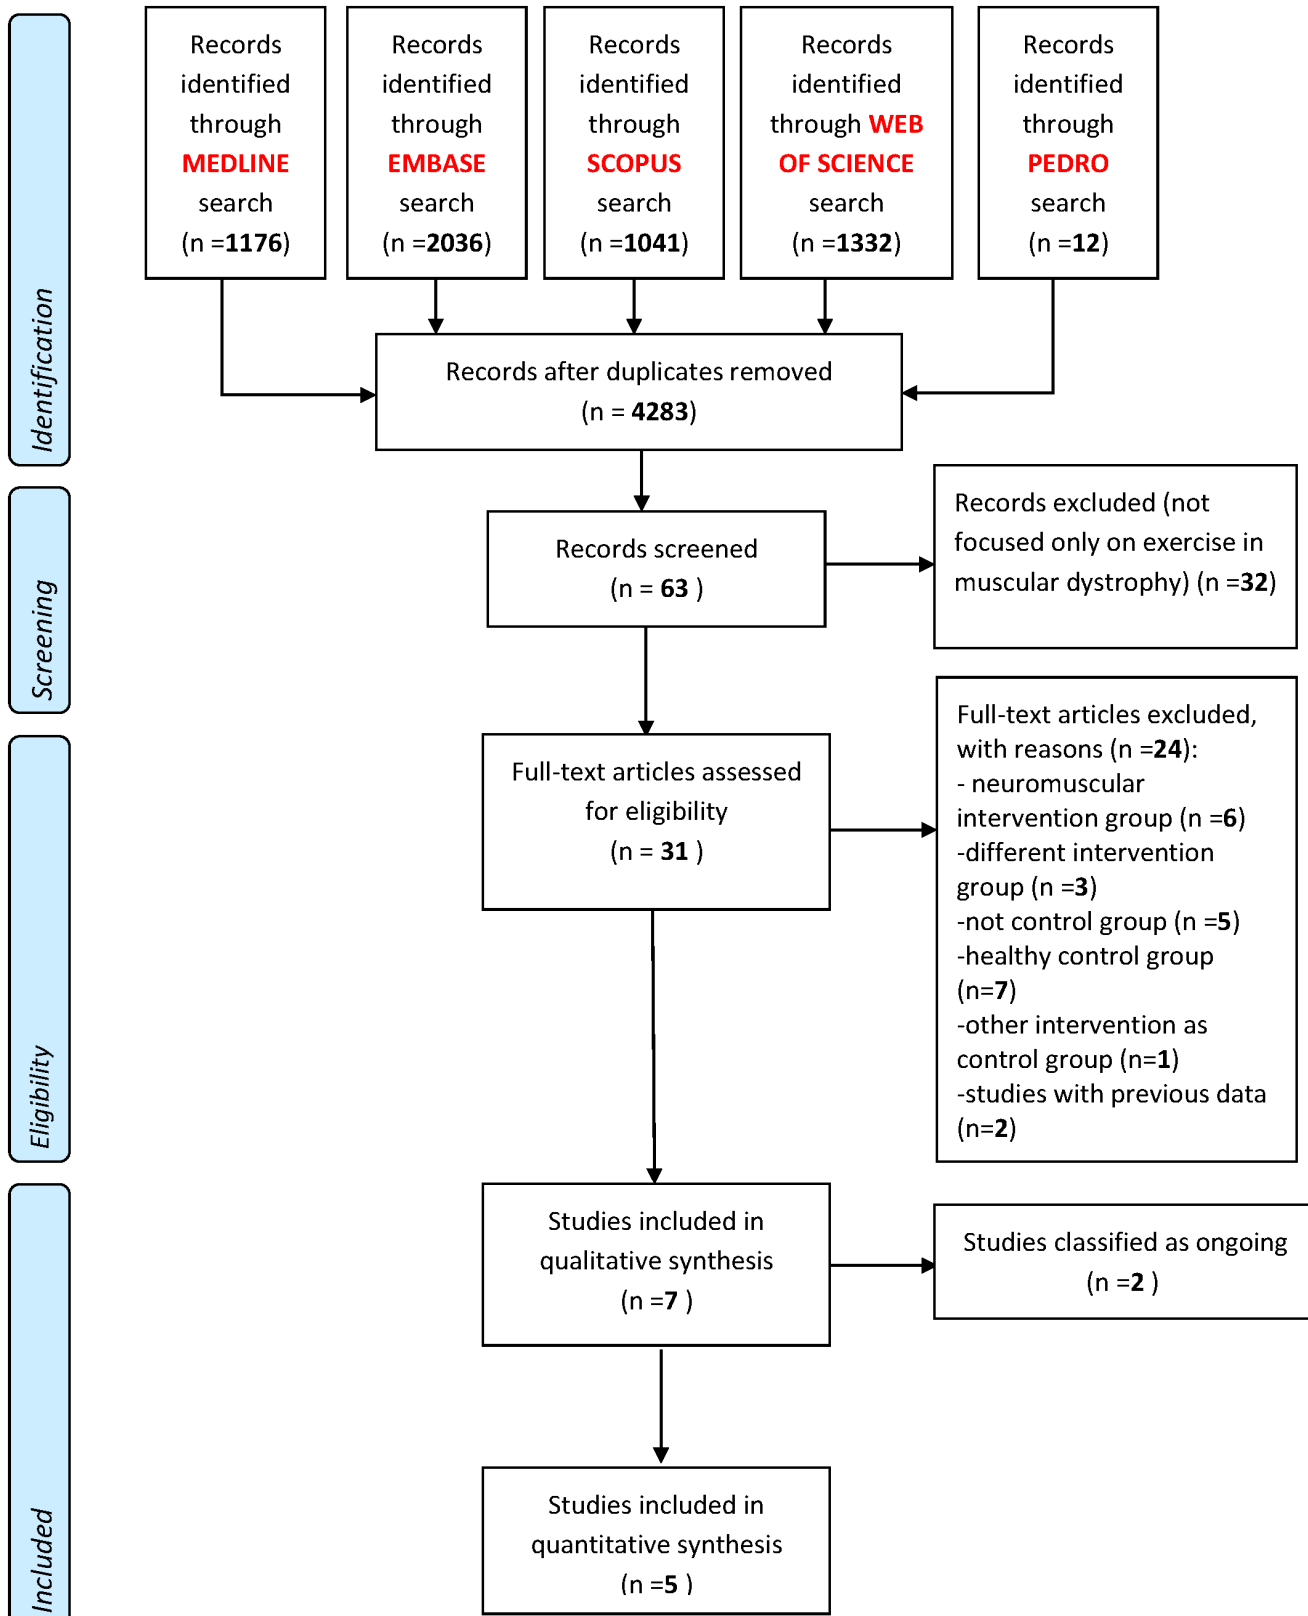 Records
identified
through
MEDLINE
search
(n =1176)
Records
identified
through
EMBASE
search
(n =2036)
Records
identified
through
SCOPUS
search
(n =1041)
Records
identified
through WEB
OF SCIENCE
search
(n =1332)
Records
identified
through
PEDRO
search
(n =12)
Identification
Records after duplicates removed
(n = 4283)
Screening
Records screened
(n = 63 )
Records excluded (not
focused only on exercise in
muscular dystrophy) (n =32)
Eligibility
Full-text articles assessed
for eligibility
(n = 31 )
Full-text articles excluded,
with reasons (n =24):
- neuromuscular
intervention group (n =6)
-different intervention
group (n =3)
-not control group (n =5)
-healthy control group
(n=7)
-other intervention as
control group (n=1)
-studies with previous data
(n=2)
Included
Studies included in
qualitative synthesis
(n =7 )
Studies classified as ongoing
(n =2 )
Studies included in
quantitative synthesis
(n =5 )